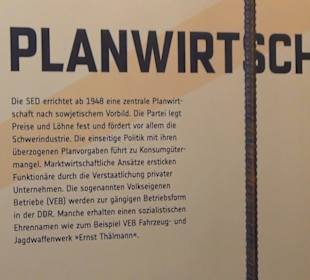 PLANWIRTSCH
Die SED errichtet ab 1948 eine zentrale Planwirt-
schaft nach sowjetischem Vorbild. Die Partei legt
Preise und Löhne fest und fördert vor allem die
Schwerindustrie. Die einseitige Politik mit ihren
überzogenen Planvorgaben führt zu Konsumgüter-
mangel. Marktwirtschaftliche Ansätze ersticken
Funktionäre durch die Verstaatlichung privater
Unternehmen. Die sogenannten Volkseigenen
Betriebe (VEB) werden zur gängigen Betriebsform
in der DDR. Manche erhalten einen sozialistischen
Ehrennamen wie zum Beispiel VEB Fahrzeug- und
Jagdwaffenwerk »Ernst Thälmann«.